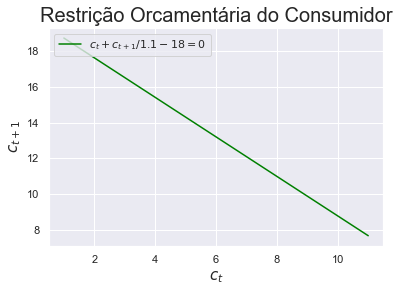 Restrição Orcamentária do Consumidor
c_t + c_{t+1}/1.1 − 18 = 0
18
16
14
12
10
8
c_{t+1}
2
4
6
8
10
c_t